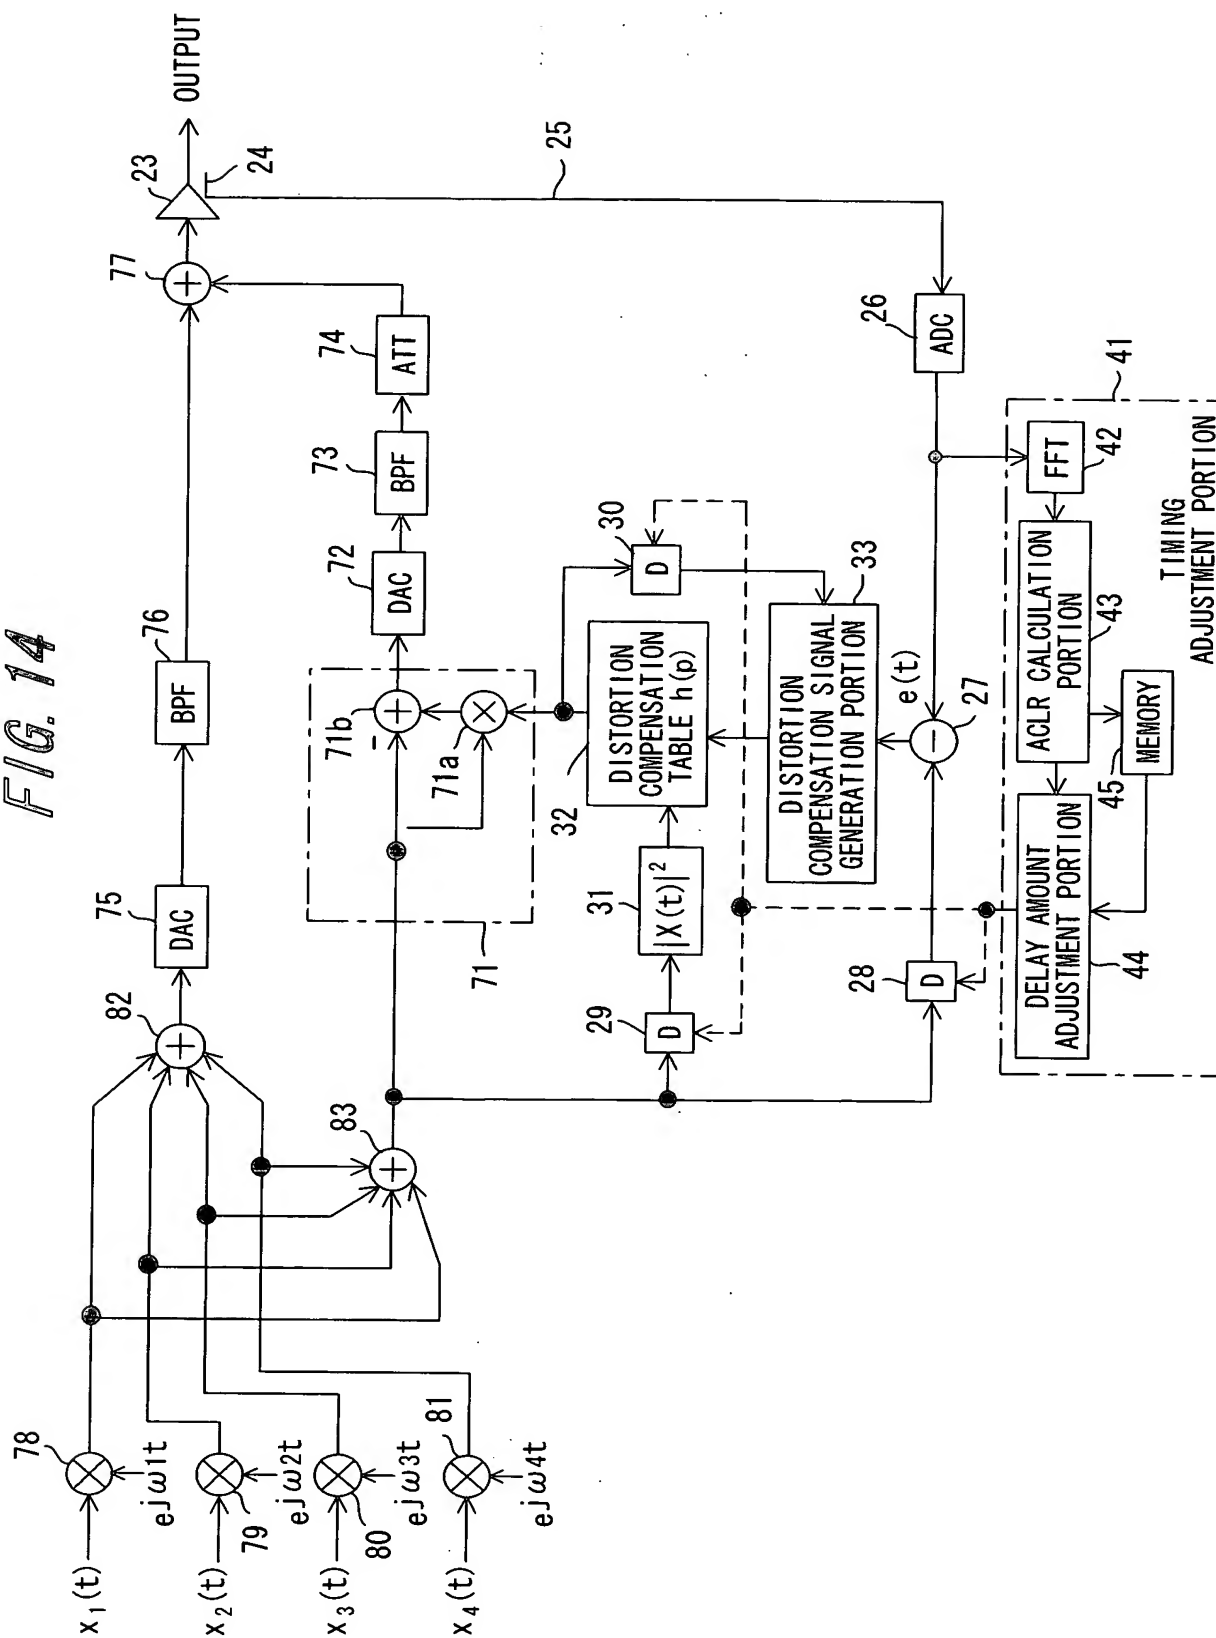 FIG. 14
x1(t)
78
ejω1t
x2(t)
79
ejω2t
x3(t)
80
ejω3t
x4(t)
81
ejω4t
82
+
75
DAC
76
BPF
77
+
23
OUTPUT
24
25
83
+
71
71b
+
−
71a
×
72
DAC
73
BPF
74
ATT
29
D
31
|X(t)|²
32
DISTORTION
COMPENSATION
TABLE h(p)
30
D
33
DISTORTION
COMPENSATION SIGNAL
GENERATION PORTION
28
D
27
−
e(t)
26
ADC
41
TIMING
ADJUSTMENT PORTION
42
FFT
43
ACLR CALCULATION
PORTION
45
MEMORY
44
DELAY AMOUNT
ADJUSTMENT PORTION